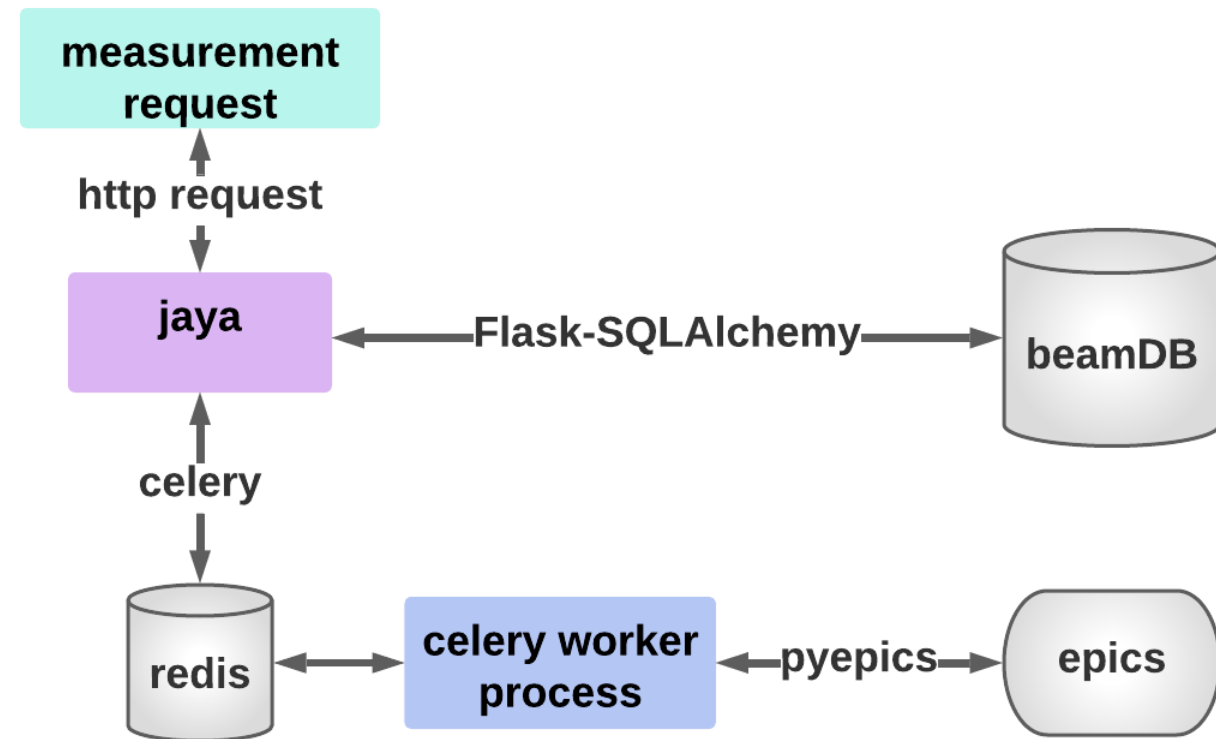 measurement
request
http request
jaya
Flask-SQLAlchemy
beamDB
celery
redis
celery worker
process
pyepics
epics